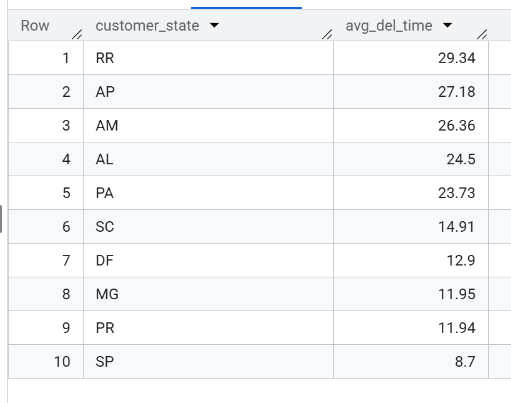 Row customer_state avg_del_time
1 RR 29.34
2 AP 27.18
3 AM 26.36
4 AL 24.5
5 PA 23.73
6 SC 14.91
7 DF 12.9
8 MG 11.95
9 PR 11.94
10 SP 8.7